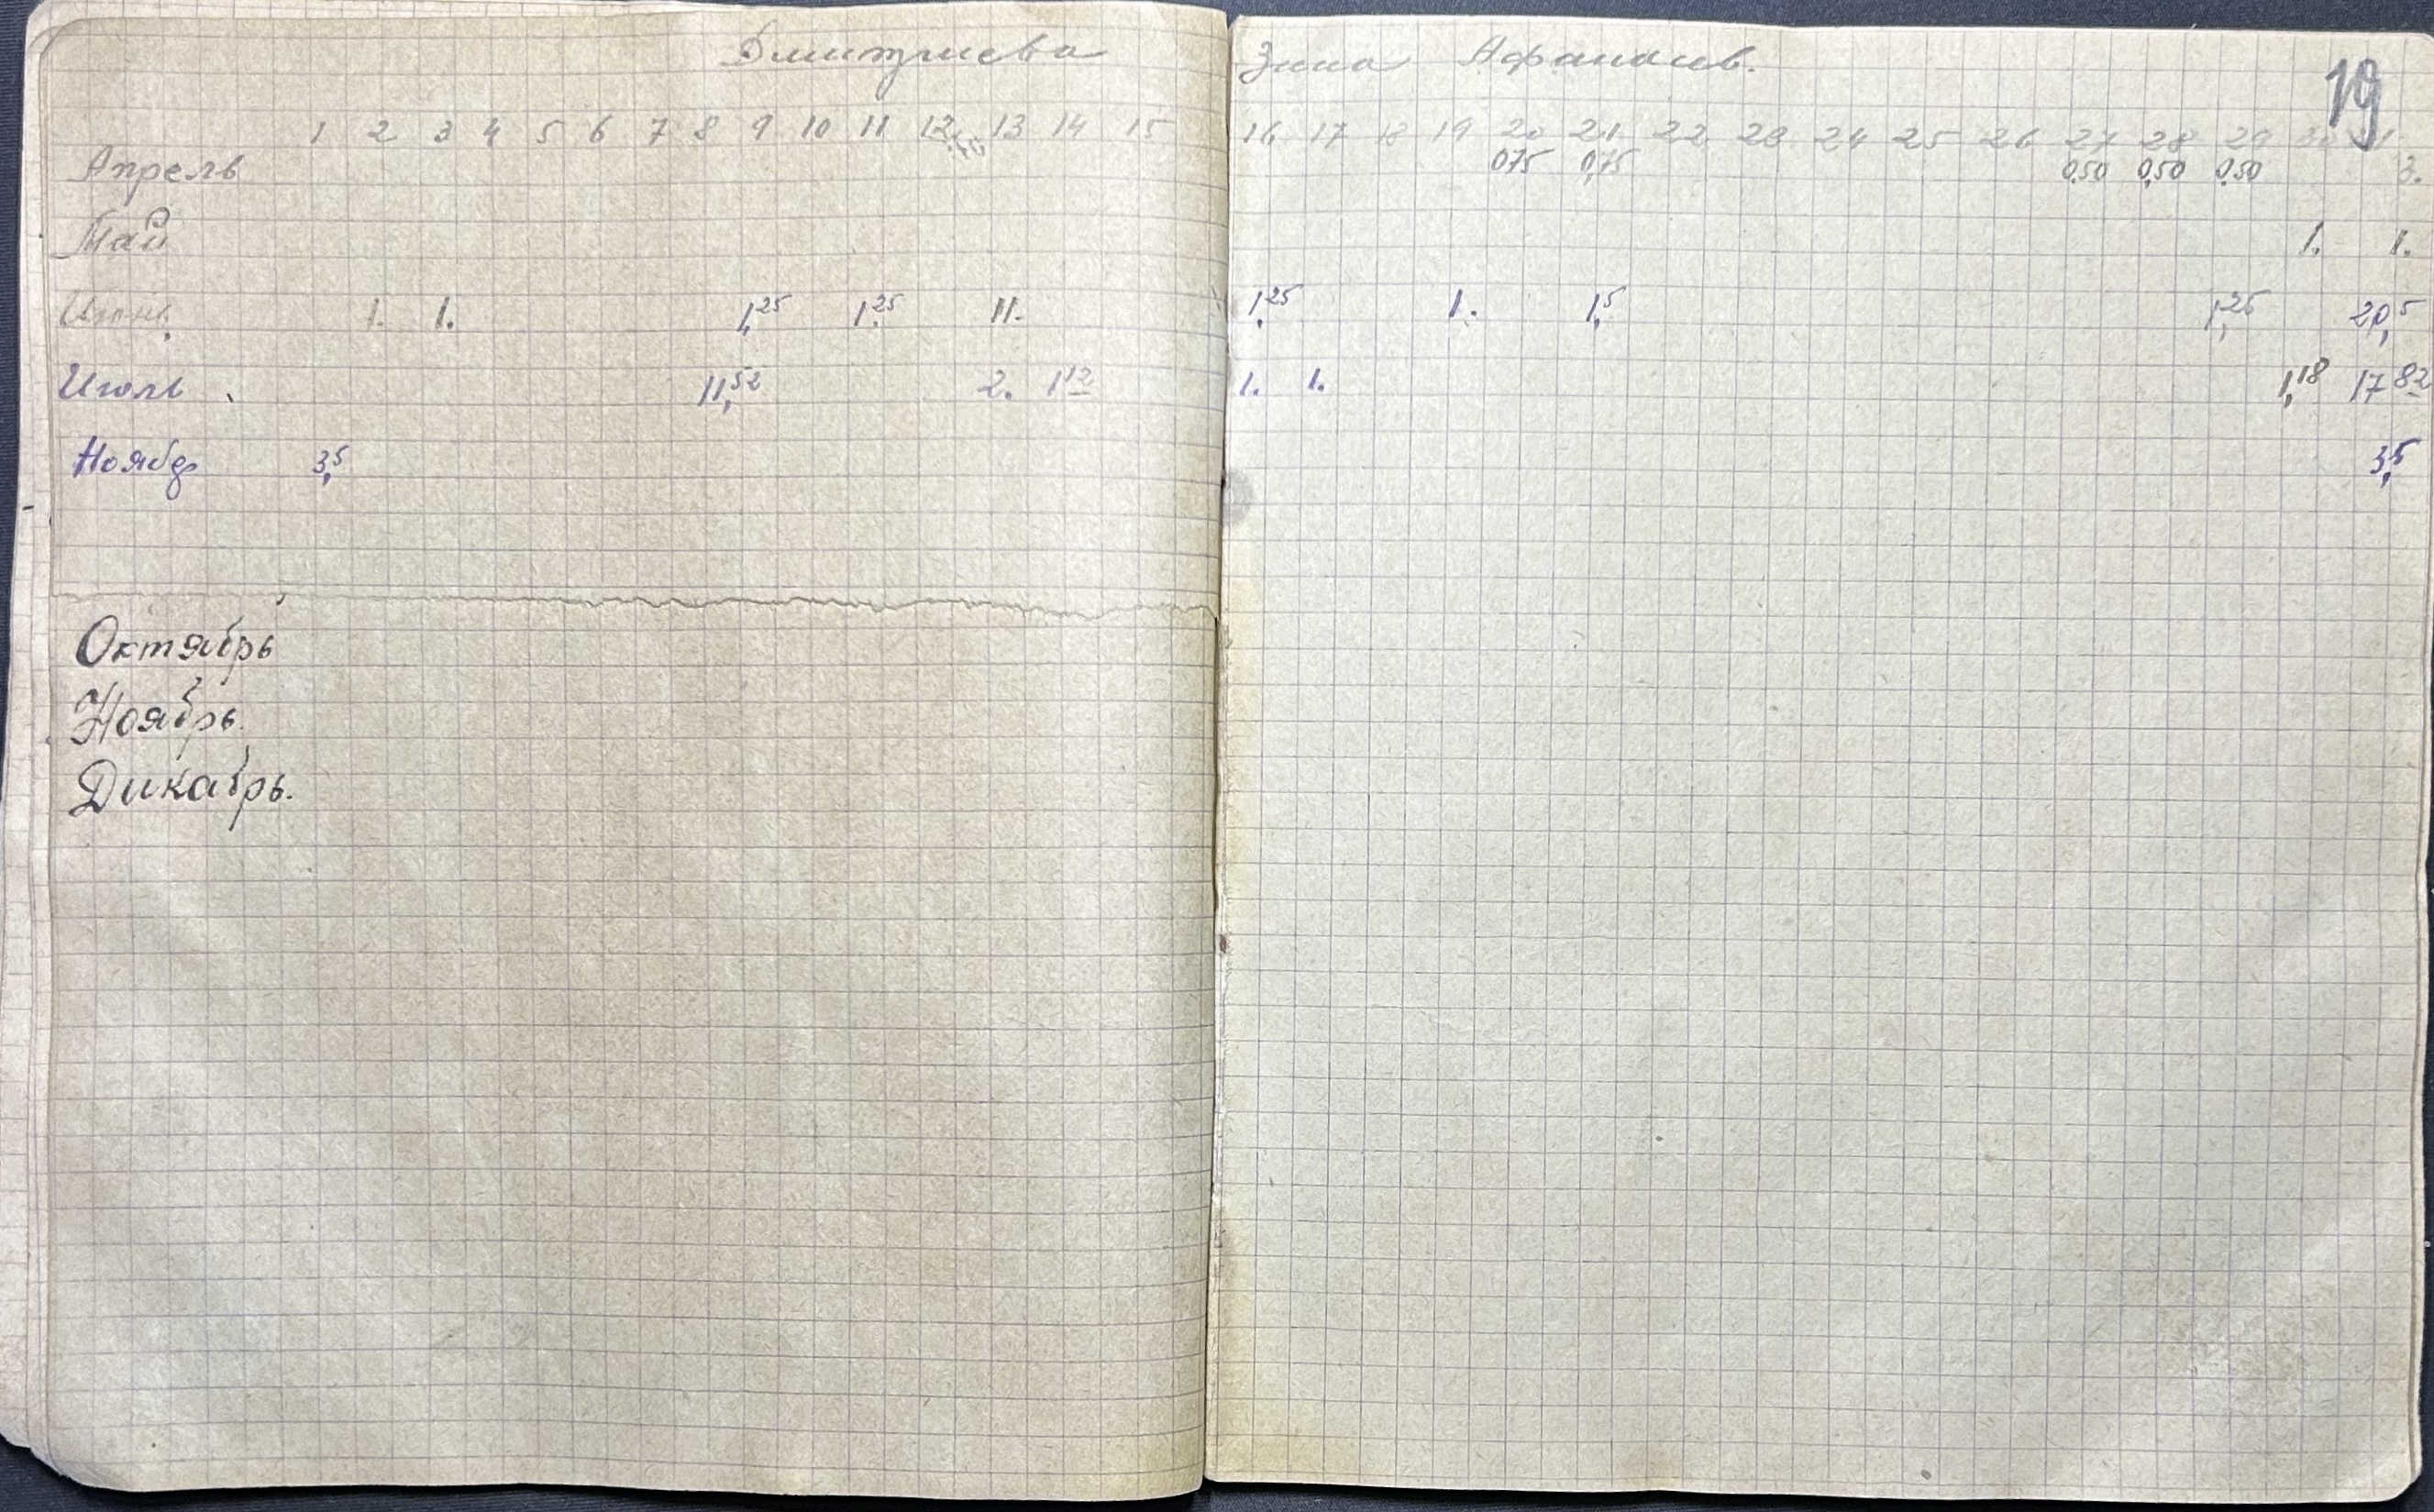 Дмитриева Зина Афанасив.
19
1 2 3 4 5 6 7 8 9 10 11 12 13 14 15 16 17 18 19 20 21 22 23 24 25 26 27 28 29 30
Апрель 0,75 0,75 0,50 0,50 0,50 3.
Май 1. 1.
Июнь 1. 1. 1,25 1,25 11. 1,25 1. 1,5 1,25 20,5
Июль 11,52 2. 1 12 1. 1. 1,18 17 82
Ноябр 3,5 3,5
Октябрь
Ноябрь.
Дикабрь.